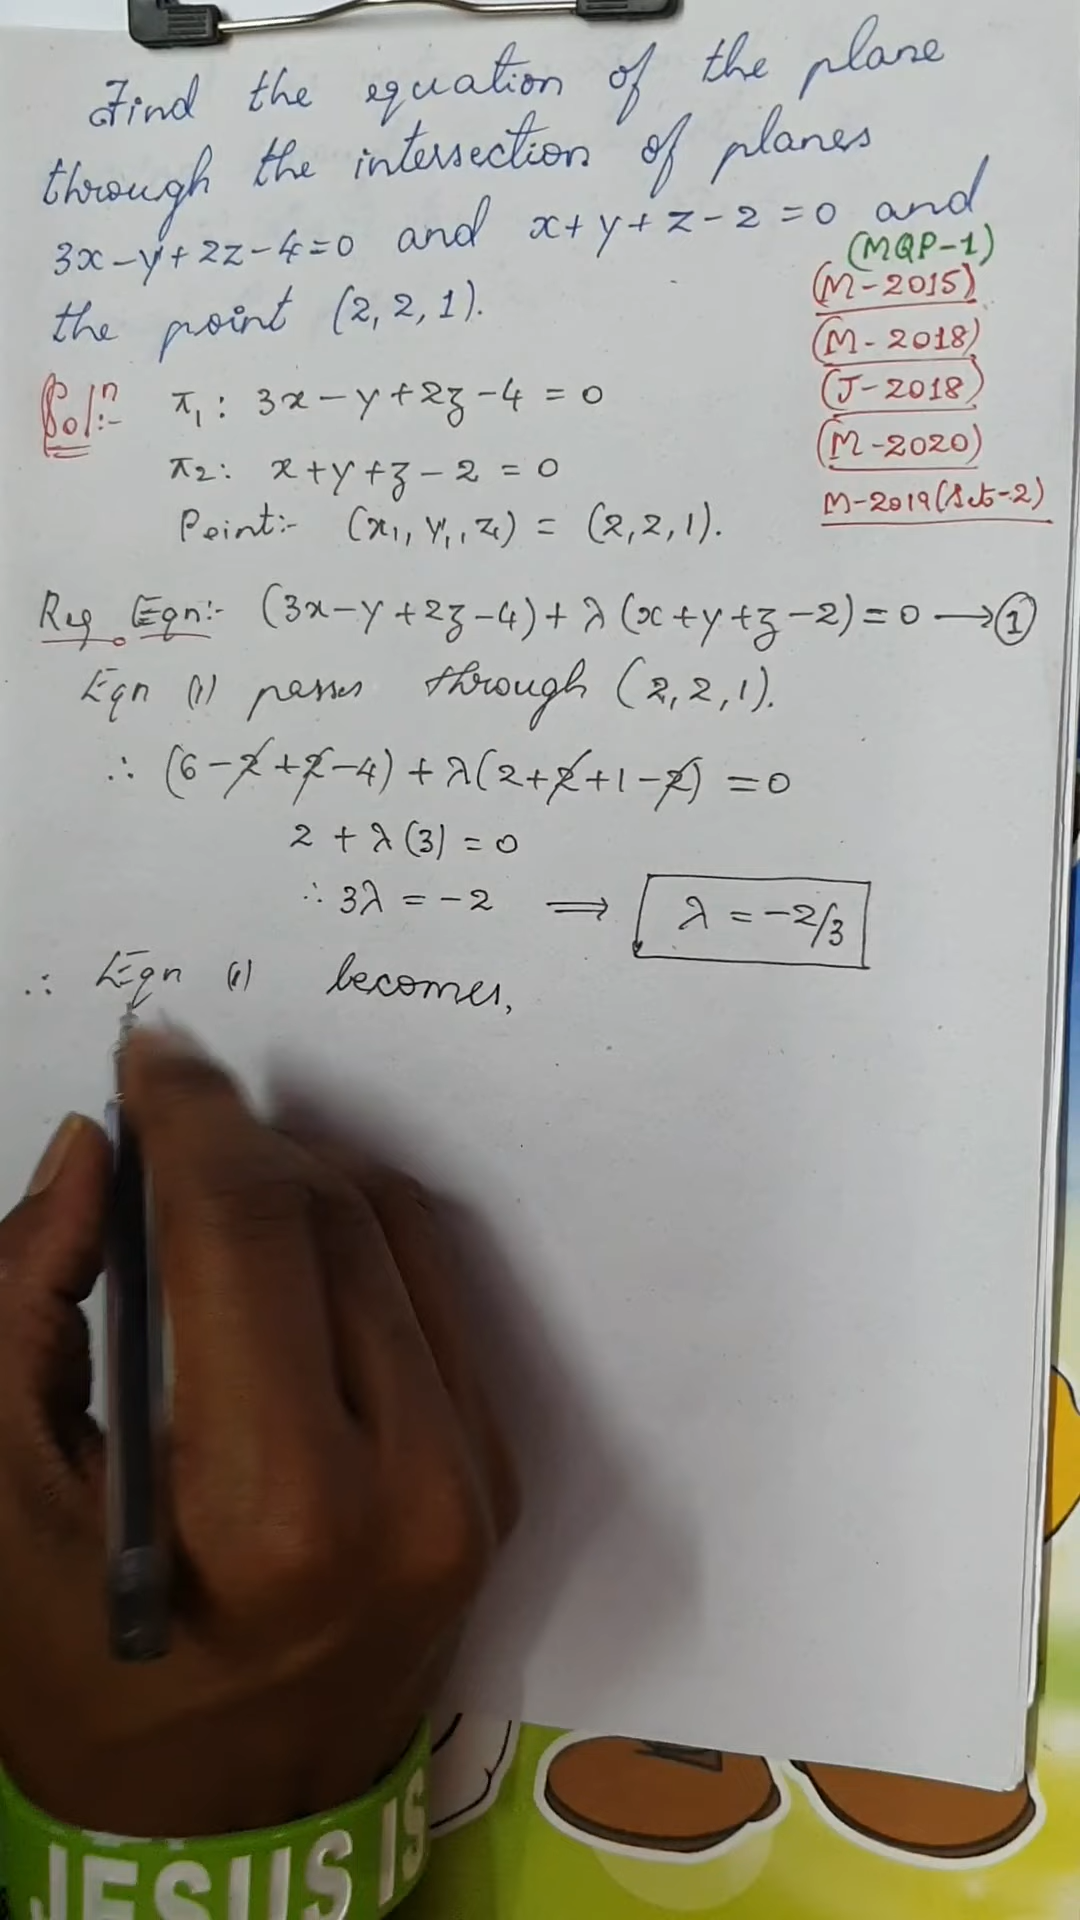 Find the equation of the plane
through the intersection of planes
3x-y+2z-4=0 and x+y+z-2=0 and
(MQP-1)
the point (2,2,1).
(M-2015)
(M-2018)
(J-2018)
(M-2020)
M-2019(Set-2)
Soln:- π₁: 3x-y+2z-4=0
π₂: x+y+z-2=0
Point:- (x₁,y₁,z₁) = (2,2,1).
Req. Eqn:- (3x-y+2z-4)+λ(x+y+z-2)=0 →①
Eqn (1) passes through (2,2,1).
∴ (6-2+2-4)+λ(2+2+1-2)=0
2+λ(3)=0
∴ 3λ=-2 ⟹ λ=-2/3
∴ Eqn (1) becomes,
JESUS IS